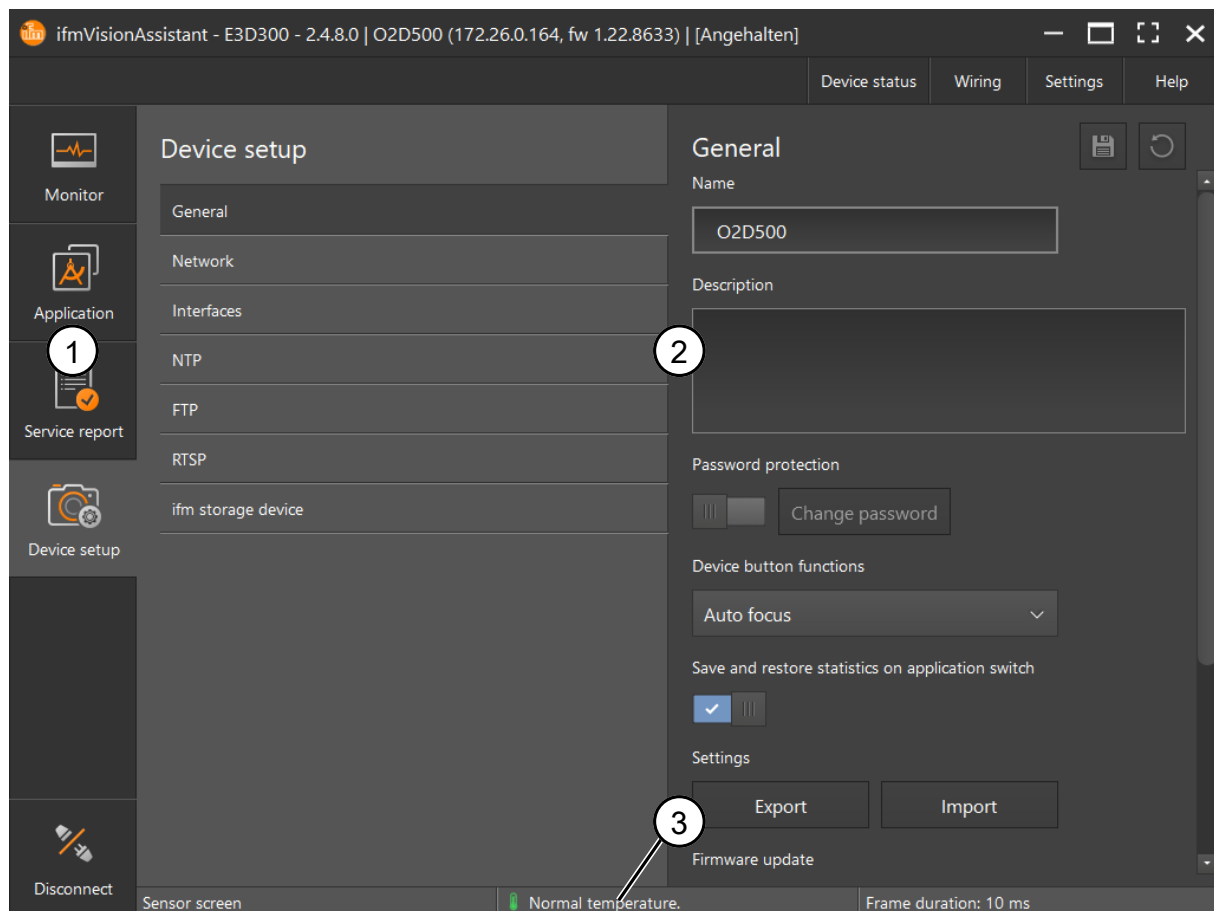 ifm ifmVisionAssistant - E3D300 - 2.4.8.0 | O2D500 (172.26.0.164, fw 1.22.8633) | [Angehalten]
Device status Wiring Settings Help
Monitor
Application
1
Service report
Device setup
Disconnect
Device setup
General
Network
Interfaces
NTP
FTP
RTSP
ifm storage device
General
Name
O2D500
Description
2
Password protection
Change password
Device button functions
Auto focus
Save and restore statistics on application switch
Settings
Export Import
3
Firmware update
Sensor screen Normal temperature. Frame duration: 10 ms